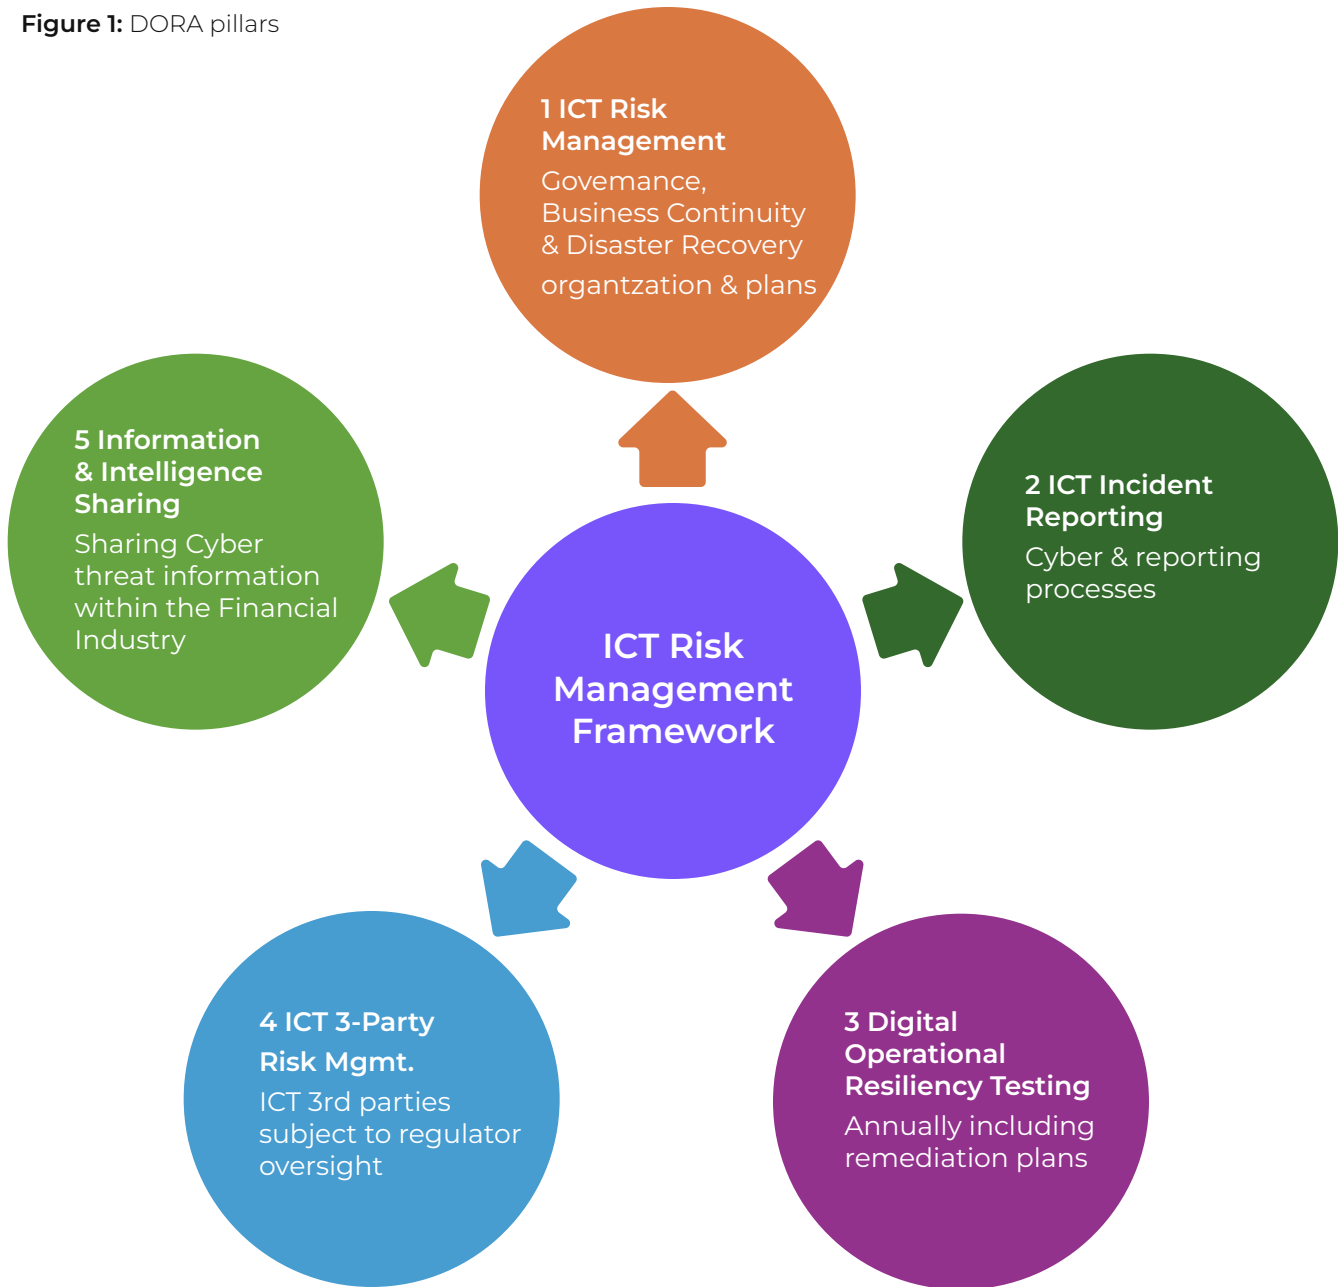 Figure 1: DORA pillars
1 ICT Risk
Management
Govemance,
Business Continuity
& Disaster Recovery
organtzation & plans
2 ICT Incident
Reporting
Cyber & reporting
processes
3 Digital
Operational
Resiliency Testing
Annually including
remediation plans
4 ICT 3-Party
Risk Mgmt.
ICT 3rd parties
subject to regulator
oversight
5 Information
& Intelligence
Sharing
Sharing Cyber
threat information
within the Financial
Industry
ICT Risk
Management
Framework